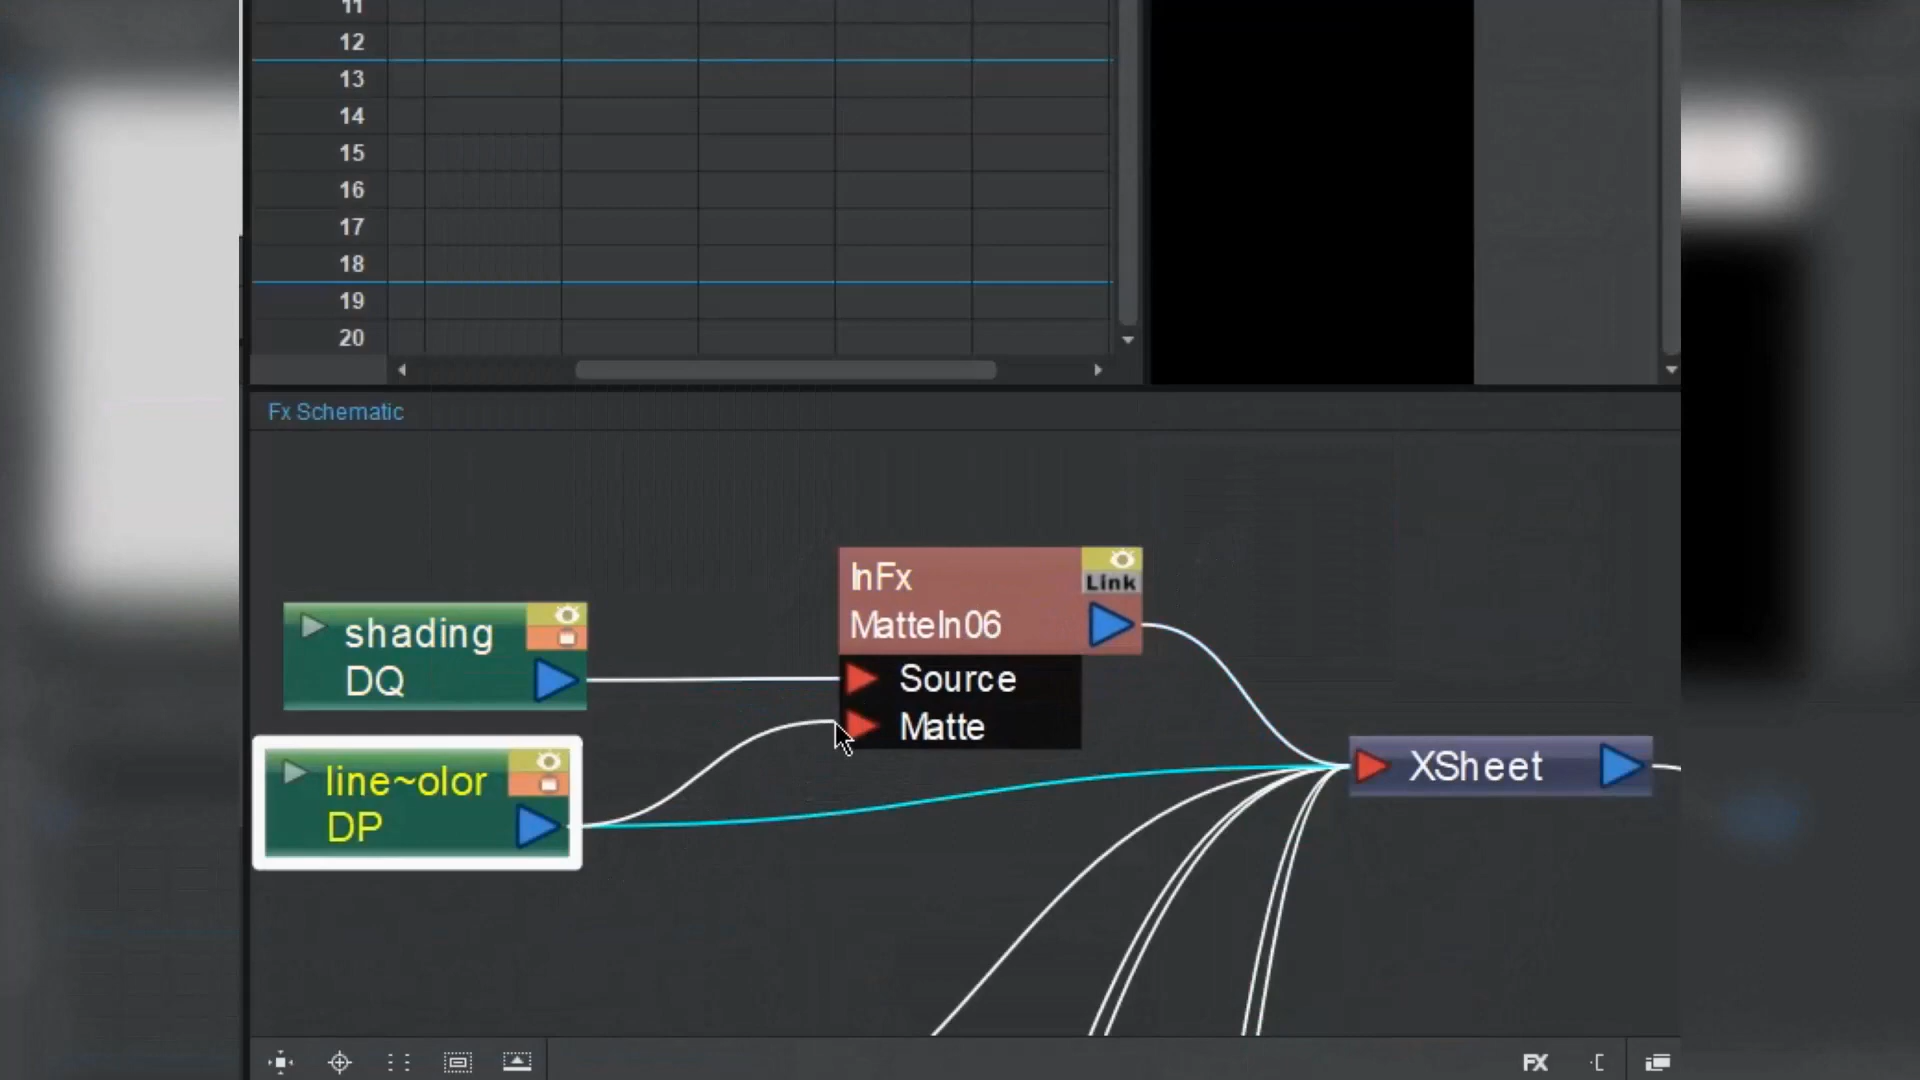 11
12
13
14
15
16
17
18
19
20
Fx Schematic
InFx
Link
MatteIn06
shading
DQ
Source
Matte
line~olor
DP
XSheet
FX